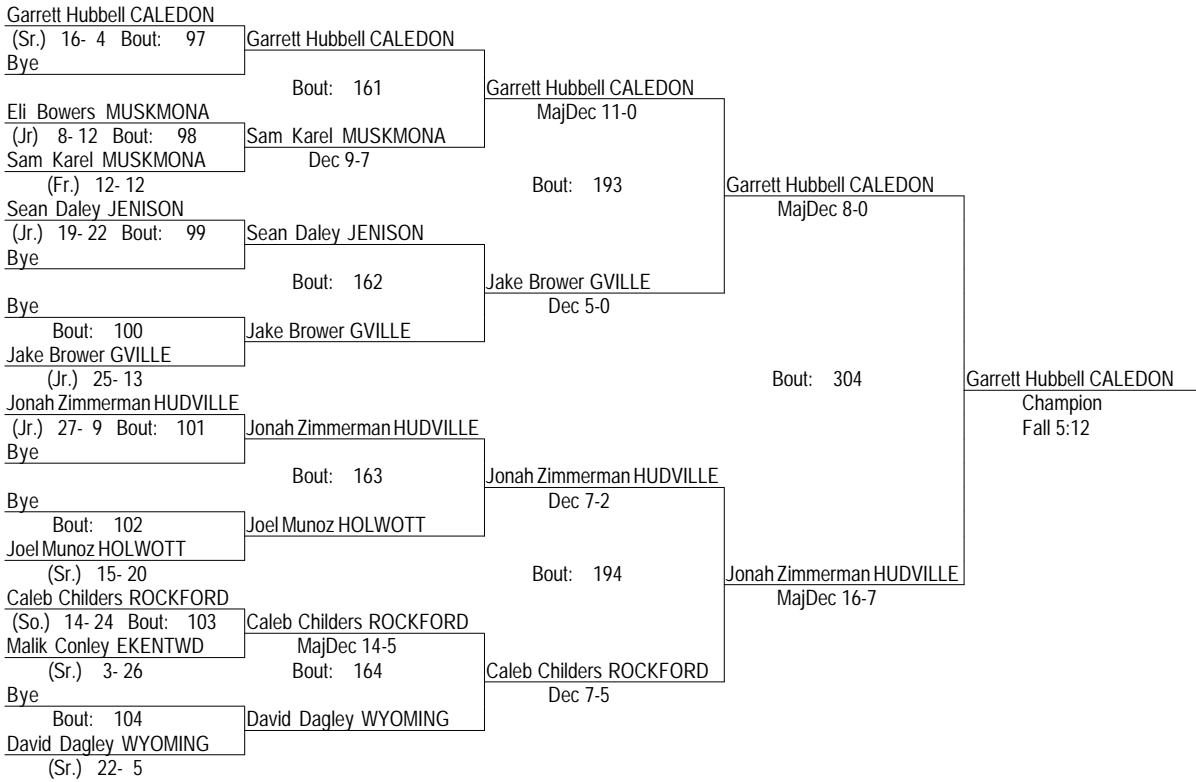 Garrett Hubbell CALEDON
(Sr.) 16- 4 Bout: 97
Bye
Eli Bowers MUSKMONA
(Jr) 8- 12 Bout: 98
Sam Karel MUSKMONA
(Fr.) 12- 12
Sean Daley JENISON
(Jr.) 19- 22 Bout: 99
Bye
Bye
Bout: 100
Jake Brower GVILLE
(Jr.) 25- 13
Jonah Zimmerman HUDVILLE
(Jr.) 27- 9 Bout: 101
Bye
Bye
Bout: 102
Joel Munoz HOLWOTT
(Sr.) 15- 20
Caleb Childers ROCKFORD
(So.) 14- 24 Bout: 103
Malik Conley EKENTWD
(Sr.) 3- 26
Bye
Bout: 104
David Dagley WYOMING
(Sr.) 22- 5
Garrett Hubbell CALEDON
Bout: 161
Sam Karel MUSKMONA
Dec 9-7
Sean Daley JENISON
Bout: 162
Jake Brower GVILLE
Jonah Zimmerman HUDVILLE
Bout: 163
Joel Munoz HOLWOTT
Caleb Childers ROCKFORD
MajDec 14-5
Bout: 164
David Dagley WYOMING
Garrett Hubbell CALEDON
MajDec 11-0
Bout: 193
Jake Brower GVILLE
Dec 5-0
Jonah Zimmerman HUDVILLE
Dec 7-2
Bout: 194
Caleb Childers ROCKFORD
Dec 7-5
Garrett Hubbell CALEDON
MajDec 8-0
Bout: 304
Jonah Zimmerman HUDVILLE
MajDec 16-7
Garrett Hubbell CALEDON
Champion
Fall 5:12